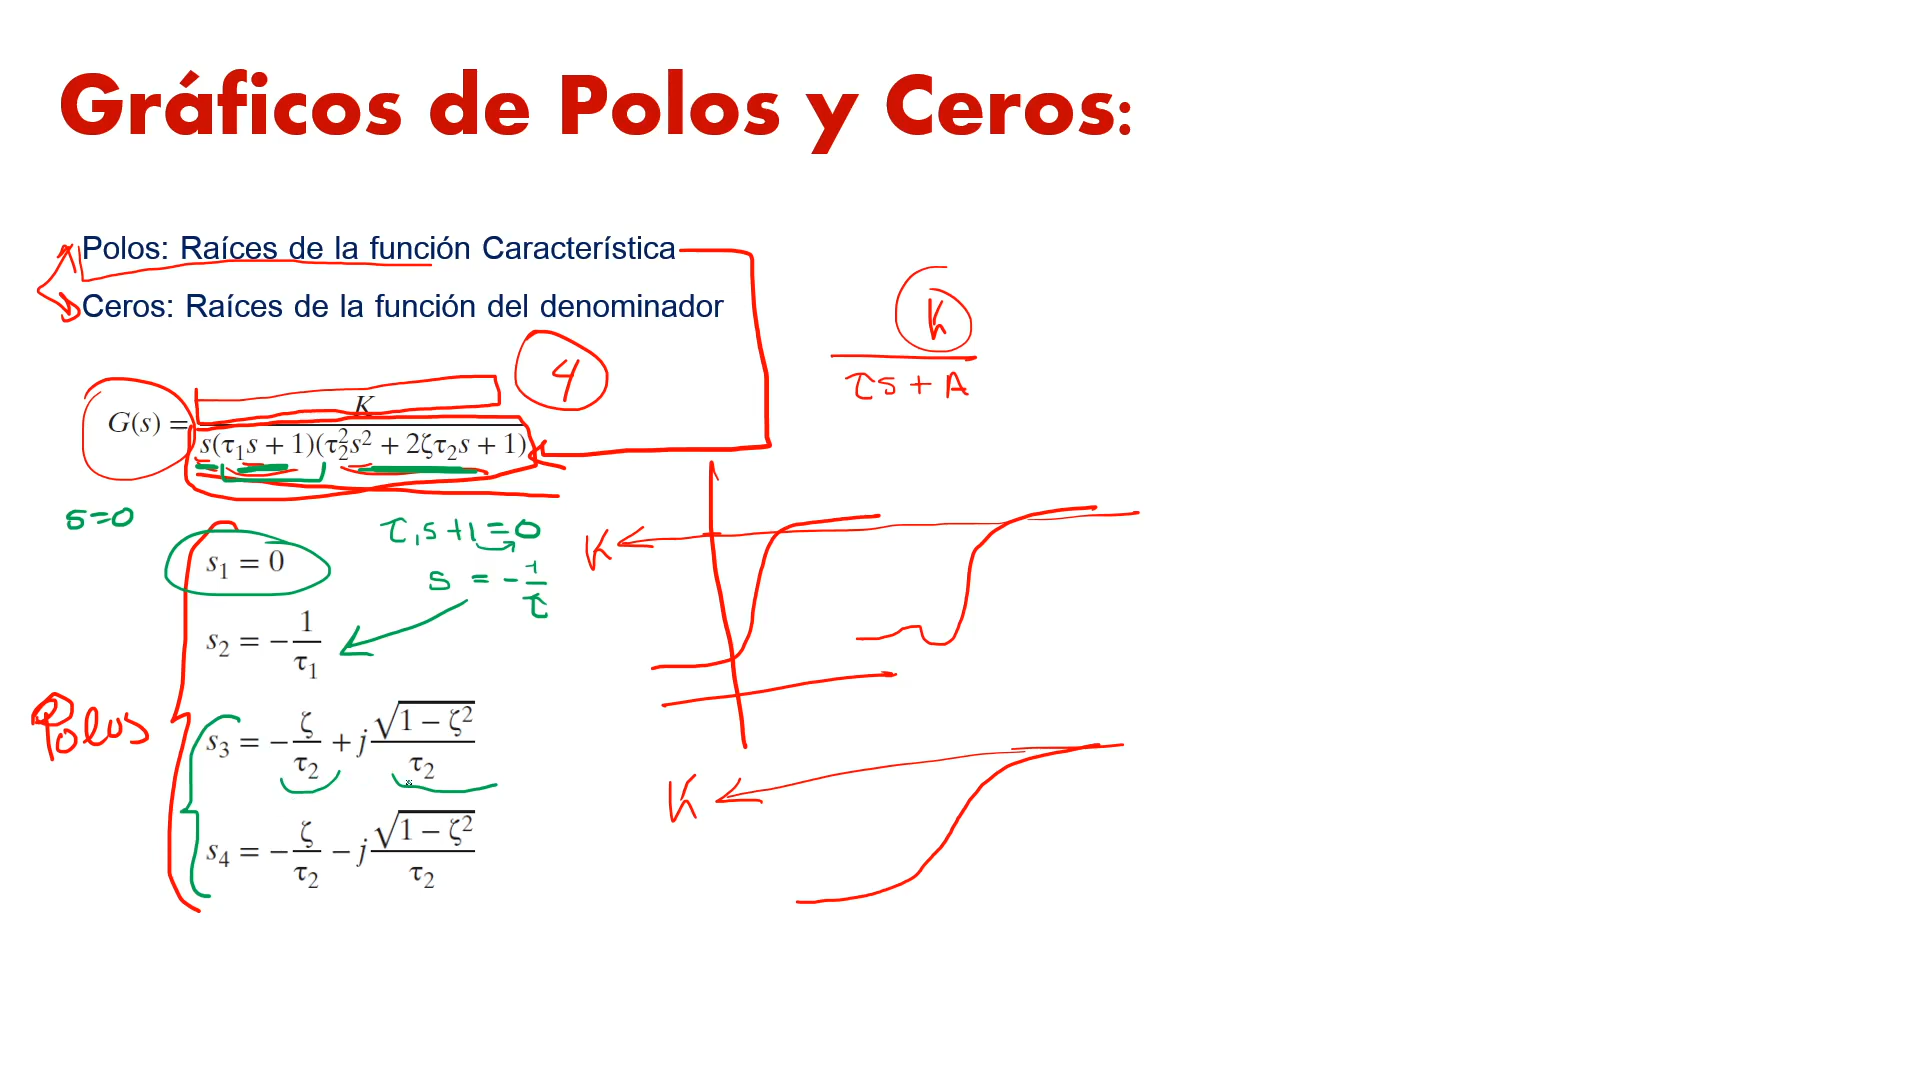 Gráficos de Polos y Ceros:
Polos: Raíces de la función Característica
Ceros: Raíces de la función del denominador
K
τs + 1
4
G(s) = K / s(τ₁s + 1)(τ₂²s² + 2ζτ₂s + 1)
s=0
τ₁s + 1 = 0
s = -1/τ
K
s₁ = 0
s₂ = -1/τ₁
Polos
s₃ = -ζ/τ₂ + j√(1 − ζ²)/τ₂
K
s₄ = -ζ/τ₂ − j√(1 − ζ²)/τ₂